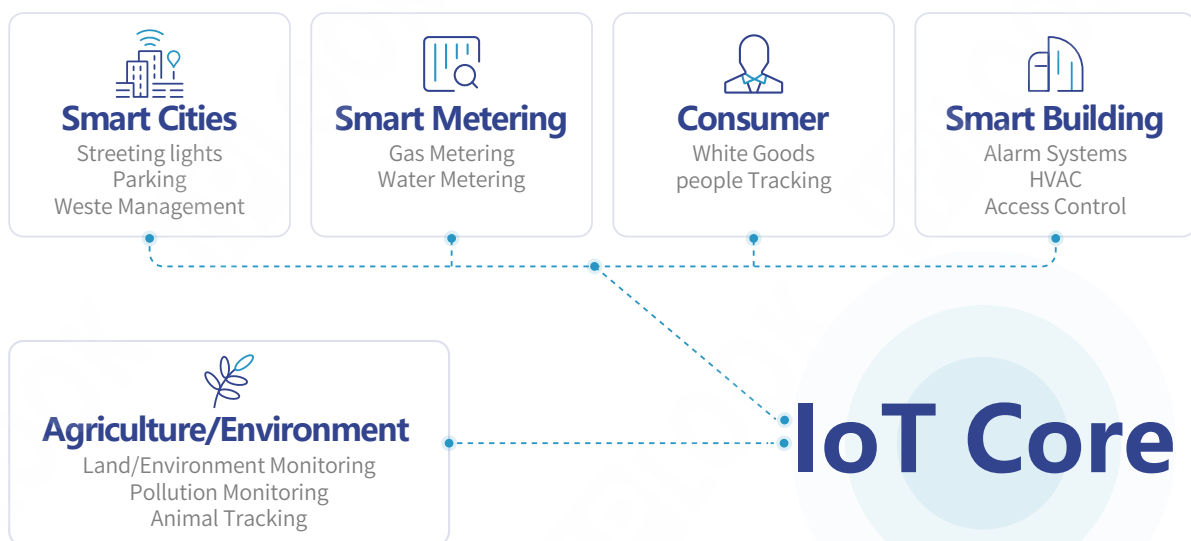 Smart Cities
Streeting lights
Parking
Weste Management
Smart Metering
Gas Metering
Water Metering
Consumer
White Goods
people Tracking
Smart Building
Alarm Systems
HVAC
Access Control
Agriculture/Environment
Land/Environment Monitoring
Pollution Monitoring
Animal Tracking
IoT Core